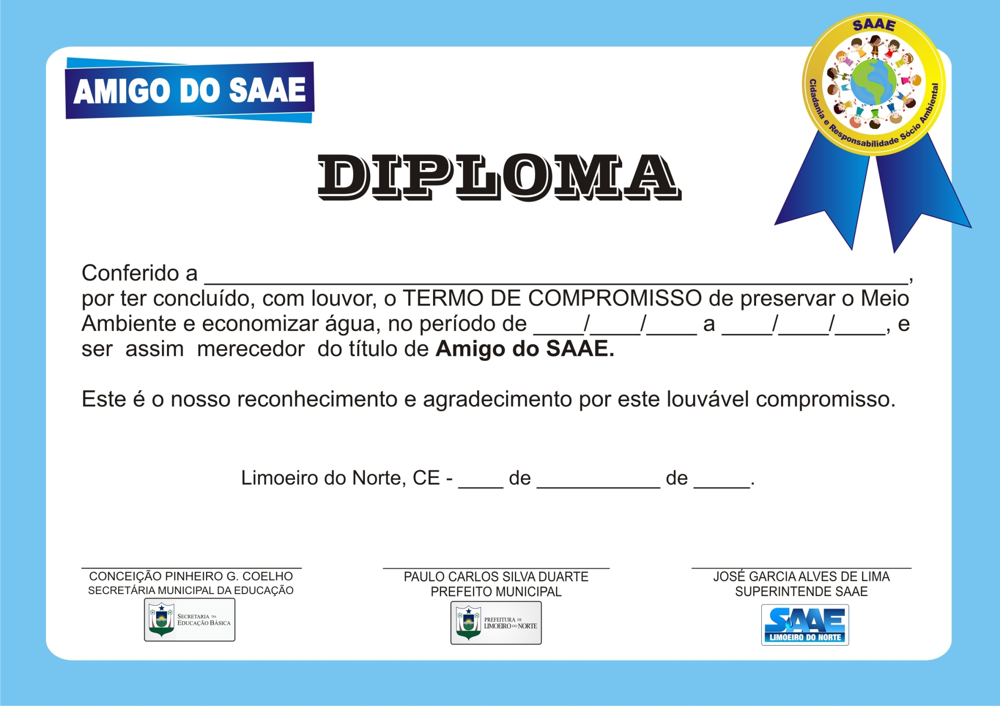 SAAE
Cidadania e Responsabilidade Sócio Ambiental
AMIGO DO SAAE
DIPLOMA
Conferido a ________________________________________________________,
por ter concluído, com louvor, o TERMO DE COMPROMISSO de preservar o Meio
Ambiente e economizar água, no período de ____/____/____ a ____/____/____, e
ser assim merecedor do título de Amigo do SAAE.
Este é o nosso reconhecimento e agradecimento por este louvável compromisso.
Limoeiro do Norte, CE - ____ de ___________ de _____.
CONCEIÇÃO PINHEIRO G. COELHO
SECRETÁRIA MUNICIPAL DA EDUCAÇÃO
SECRETARIA DA
EDUCAÇÃO BÁSICA
PAULO CARLOS SILVA DUARTE
PREFEITO MUNICIPAL
PREFEITURA DE
LIMOEIRO DO NORTE
JOSÉ GARCIA ALVES DE LIMA
SUPERINTENDE SAAE
SAAE
LIMOEIRO DO NORTE